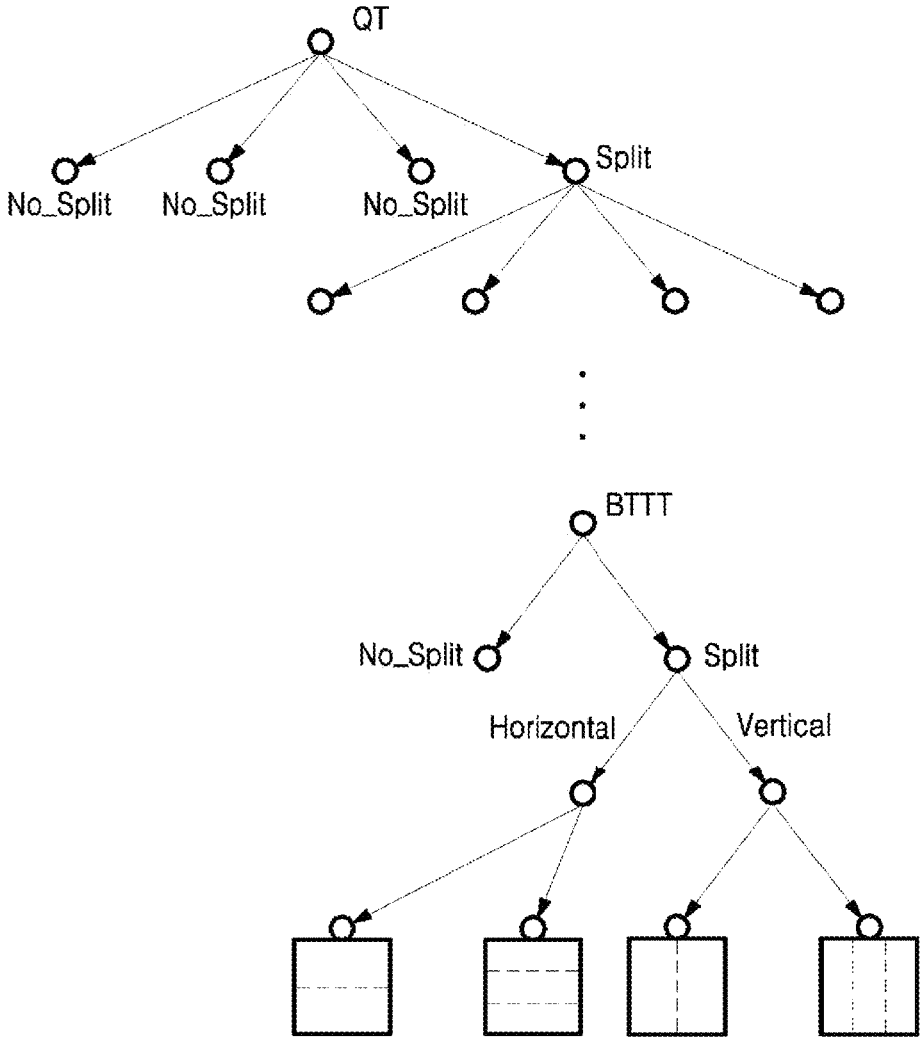 QT
Split
No_Split
No_Split
No_Split
BTTT
No_Split
Split
Horizontal
Vertical